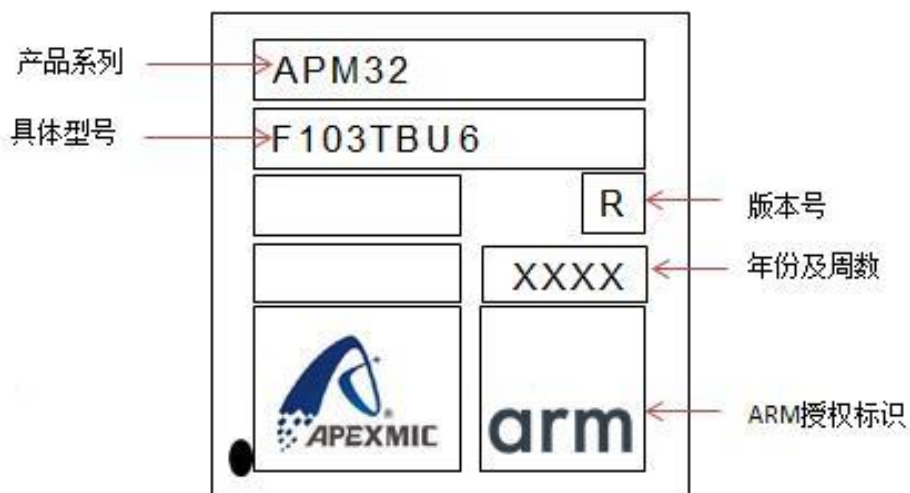 产品系列
APM32
具体型号
F103TBU6
R
版本号
XXXX
年份及周数
APEXMIC
®
arm
ARM授权标识